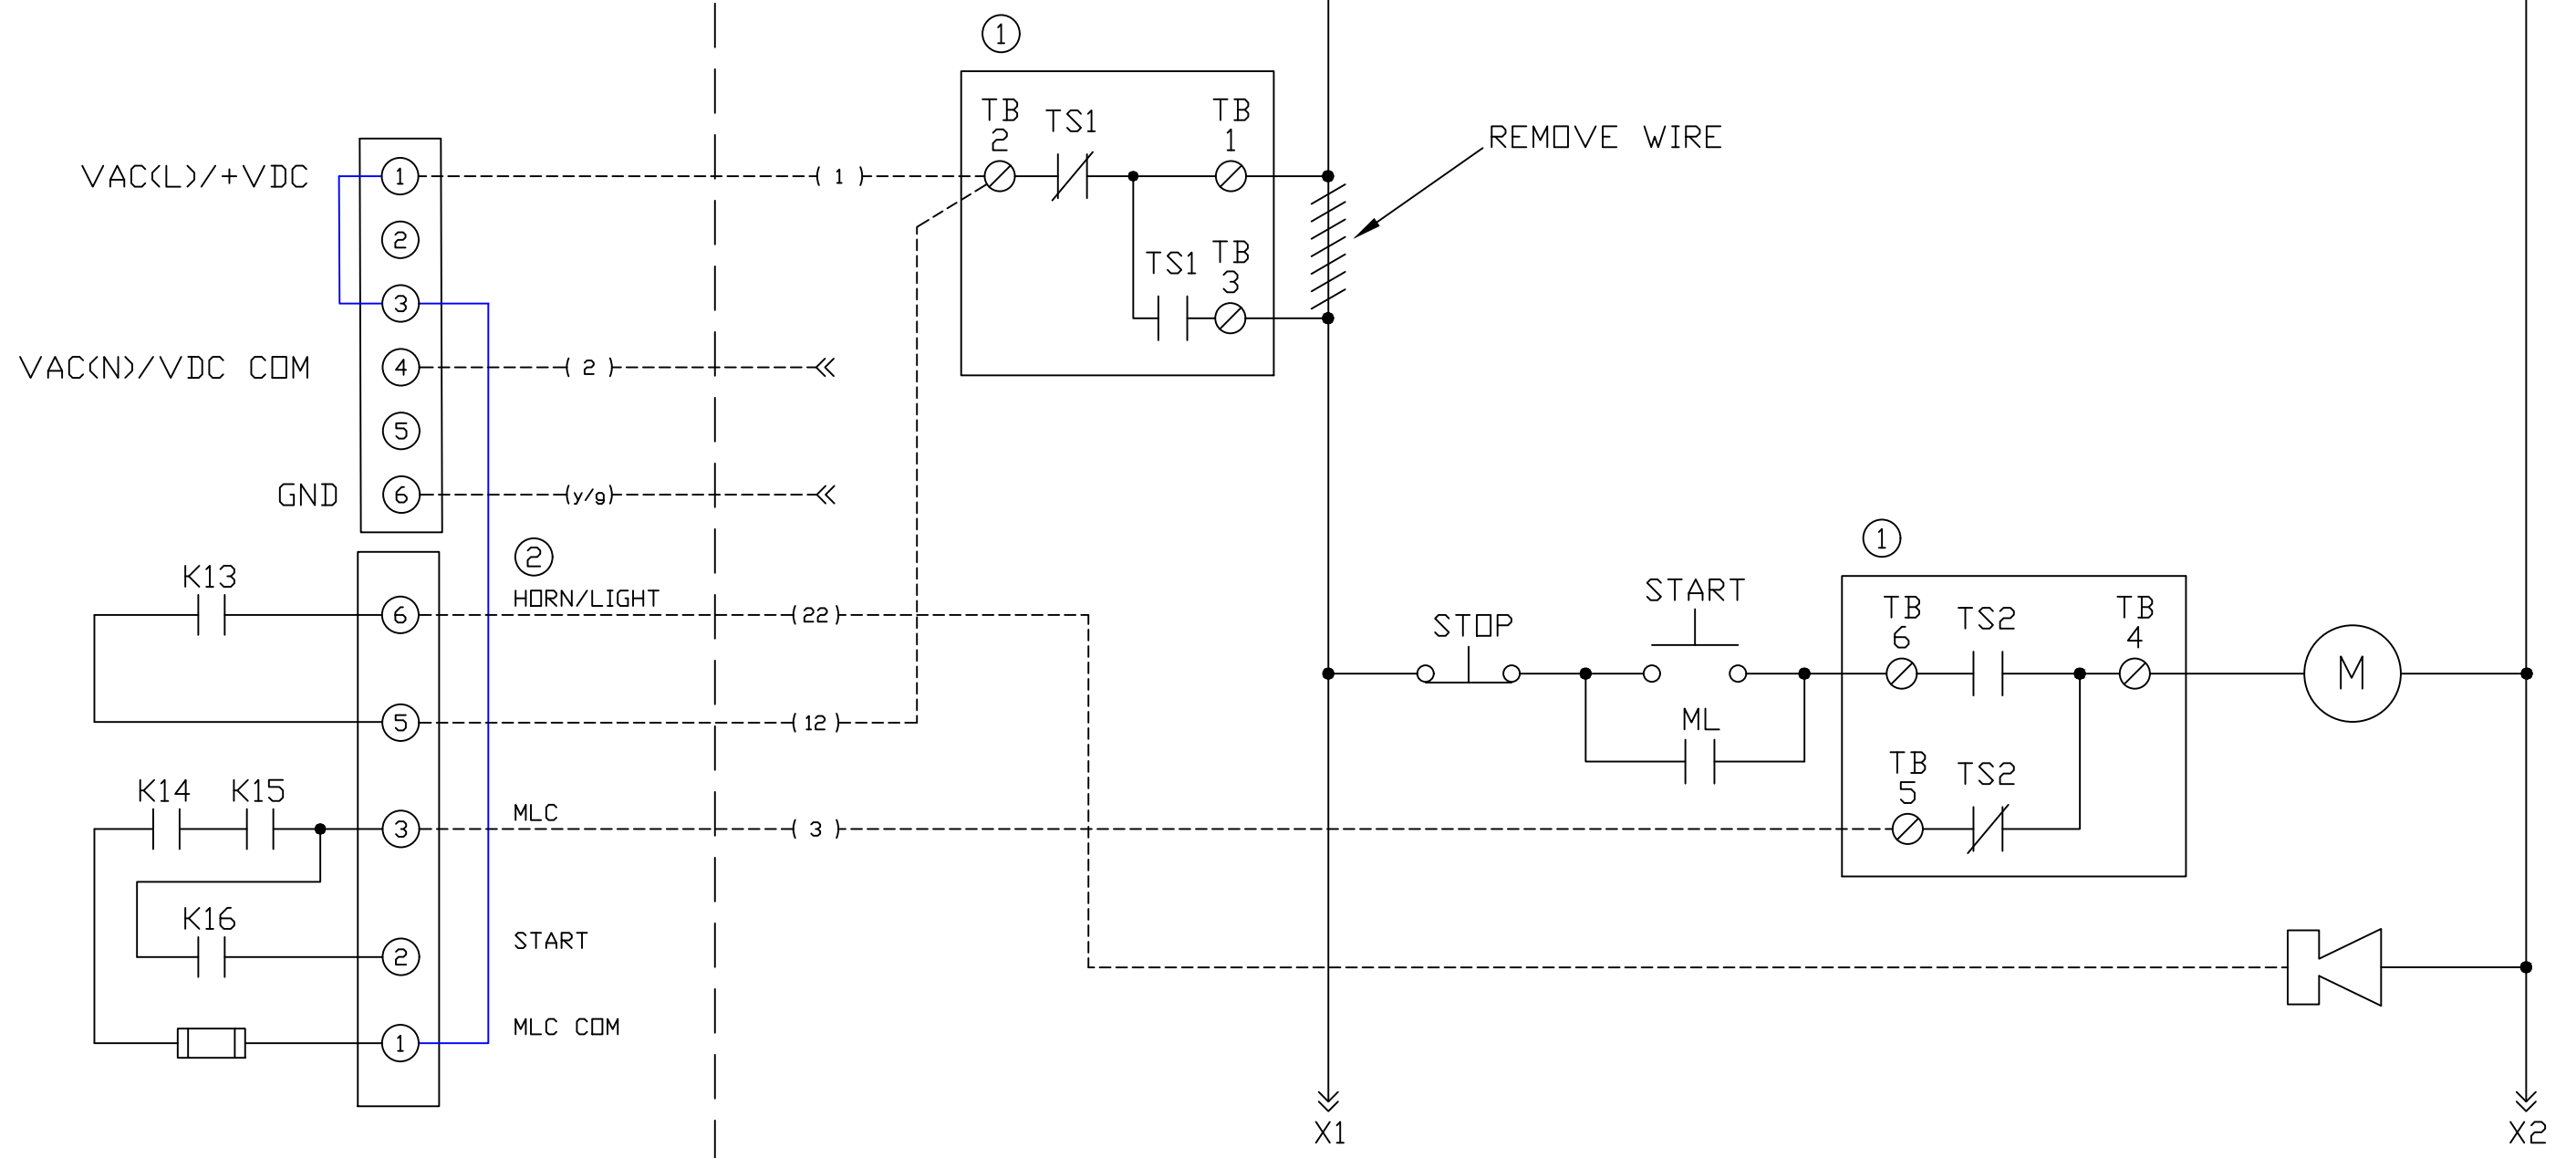 1
TB 2
TS1
TB 1
REMOVE WIRE
VAC(L)/+VDC
1
( 1 )
2
TS1
TB 3
3
VAC(N)/VDC COM
4
( 2 )
5
GND
6
(y/g)
1
2
K13
HORN/LIGHT
6
(22)
STOP
START
TB 6
TS2
TB 4
M
5
(12)
ML
K14
K15
MLC
3
( 3 )
TB 5
TS2
K16
START
2
MLC COM
1
X1
X2